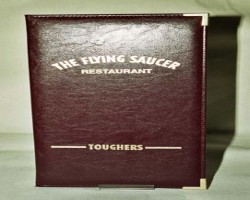 THE FLYING SAUCER
RESTAURANT
TOUGHERS